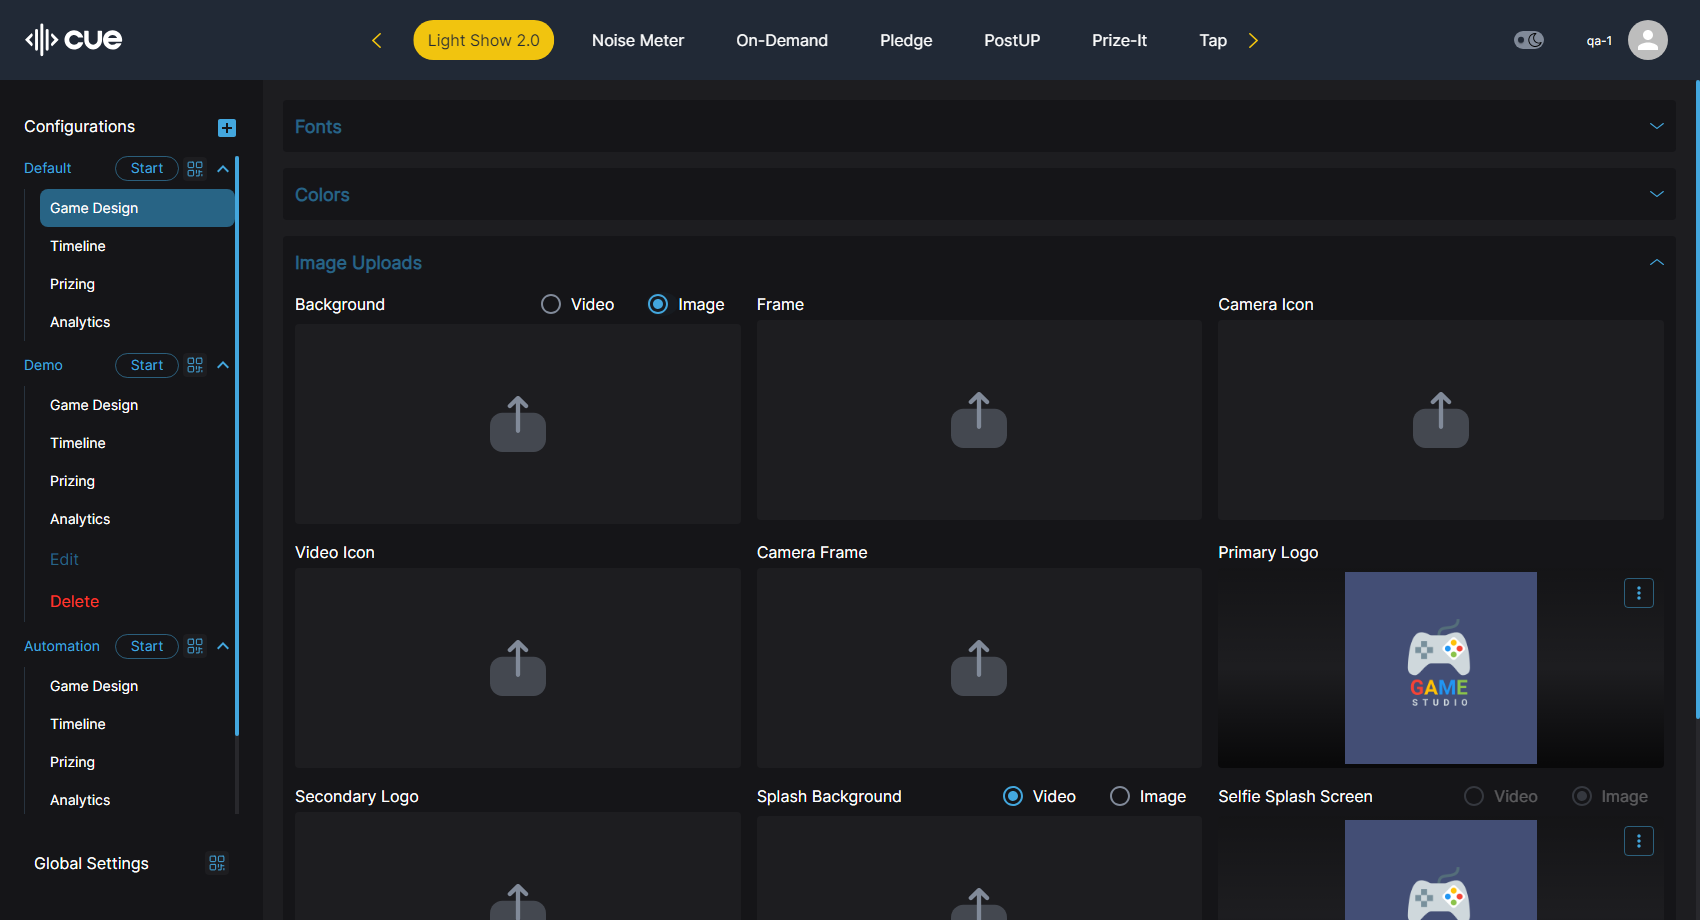 cue
Light Show 2.0
Noise Meter
On-Demand
Pledge
PostUP
Prize-It
Tap
qa-1
Configurations
Default
Start
Game Design
Timeline
Prizing
Analytics
Demo
Start
Game Design
Timeline
Prizing
Analytics
Edit
Delete
Automation
Start
Game Design
Timeline
Prizing
Analytics
Global Settings
Fonts
Colors
Image Uploads
Background
Video
Image
Frame
Camera Icon
Video Icon
Camera Frame
Primary Logo
GAME
STUDIO
Secondary Logo
Splash Background
Video
Image
Selfie Splash Screen
Video
Image